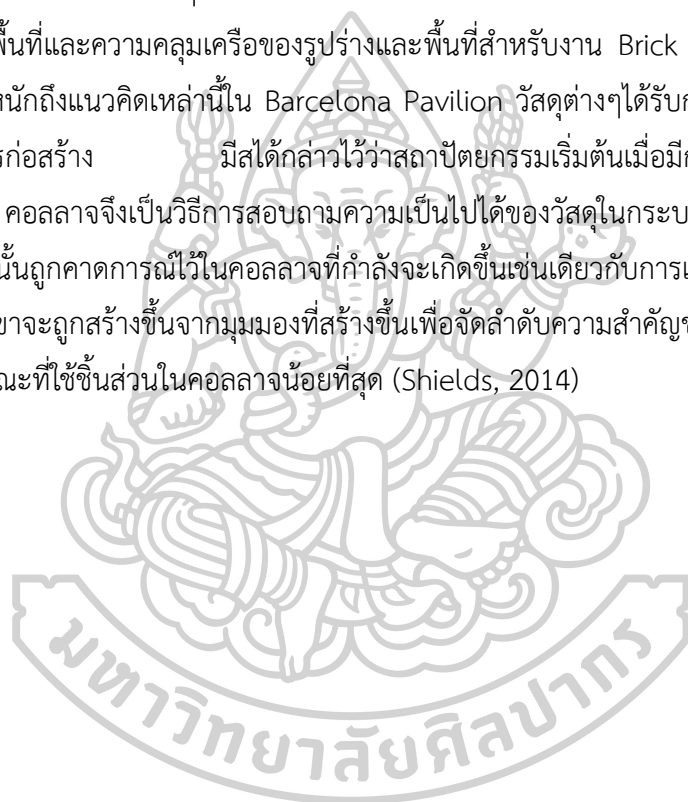 พื้นที่และความคลุมเครือของรูปร่างและพื้นที่สำหรับงาน Brick
นักถึงแนวคิดเหล่านี้ใน Barcelona Pavilion วัสดุต่างๆได้รับก
รก่อสร้าง มีสได้กล่าวไว้ว่าสถาปัตยกรรมเริ่มต้นเมื่อมีก
คอลลาจจึงเป็นวิธีการสอบถามความเป็นไปได้ของวัสดุในกระบ
นั้นถูกคาดการณ์ไว้ในคอลลาจที่กำลังจะเกิดขึ้นเช่นเดียวกับการเ
ขาจะถูกสร้างขึ้นจากมุมมองที่สร้างขึ้นเพื่อจัดลำดับความสำคัญข
ณะที่ใช้ชิ้นส่วนในคอลลาจน้อยที่สุด (Shields, 2014)
มหาวิทยาลัยศิลปากร